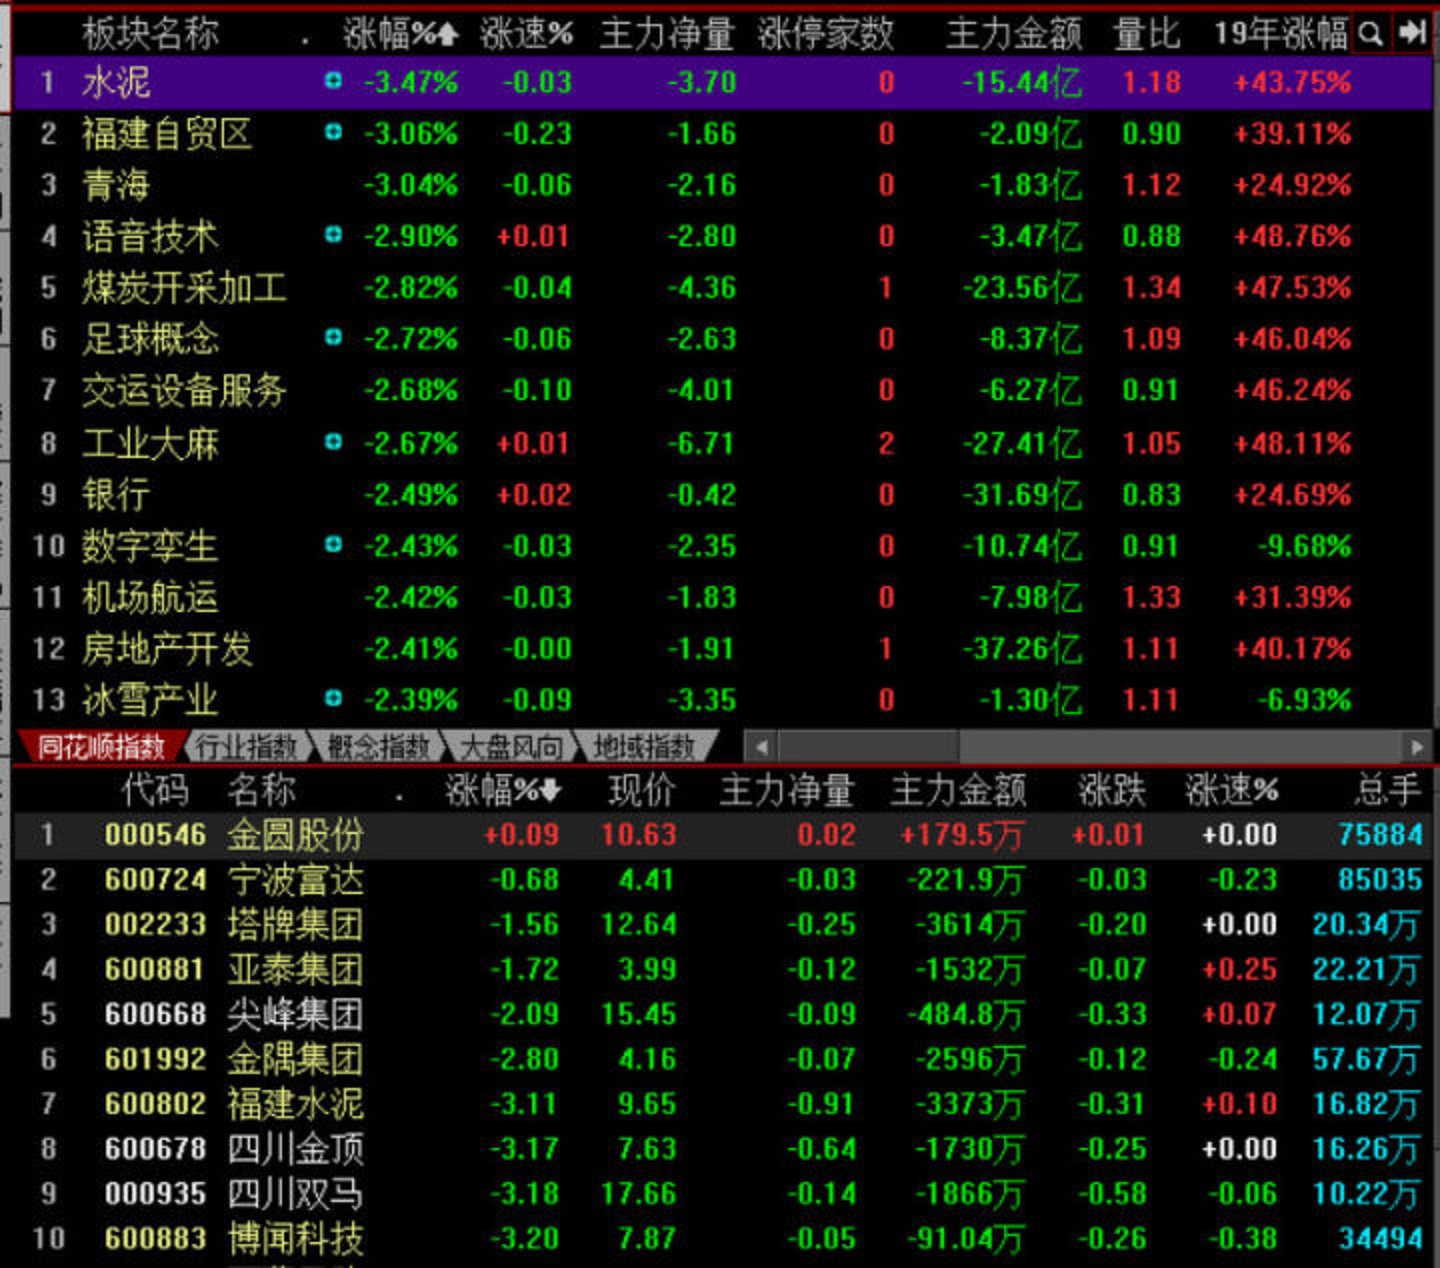 板块名称 . 涨幅%↑ 涨速% 主力净量 涨停家数 主力金额 量比 19年涨幅
1 水泥 -3.47% -0.03 -3.70 0 -15.44亿 1.18 +43.75%
2 福建自贸区 -3.06% -0.23 -1.66 0 -2.09亿 0.90 +39.11%
3 青海 -3.04% -0.06 -2.16 0 -1.83亿 1.12 +24.92%
4 语音技术 -2.90% +0.01 -2.80 0 -3.47亿 0.88 +48.76%
5 煤炭开采加工 -2.82% -0.04 -4.36 1 -23.56亿 1.34 +47.53%
6 足球概念 -2.72% -0.06 -2.63 0 -8.37亿 1.09 +46.04%
7 交运设备服务 -2.68% -0.10 -4.01 0 -6.27亿 0.91 +46.24%
8 工业大麻 -2.67% +0.01 -6.71 2 -27.41亿 1.05 +48.11%
9 银行 -2.49% +0.02 -0.42 0 -31.69亿 0.83 +24.69%
10 数字孪生 -2.43% -0.03 -2.35 0 -10.74亿 0.91 -9.68%
11 机场航运 -2.42% -0.03 -1.83 0 -7.98亿 1.33 +31.39%
12 房地产开发 -2.41% -0.00 -1.91 1 -37.26亿 1.11 +40.17%
13 冰雪产业 -2.39% -0.09 -3.35 0 -1.30亿 1.11 -6.93%
同花顺指数 行业指数 概念指数 大盘风向 地域指数
代码 名称 . 涨幅%↓ 现价 主力净量 主力金额 涨跌 涨速% 总手
1 000546 金圆股份 +0.09 10.63 0.02 +179.5万 +0.01 +0.00 75884
2 600724 宁波富达 -0.68 4.41 -0.03 -221.9万 -0.03 -0.23 85035
3 002233 塔牌集团 -1.56 12.64 -0.25 -3614万 -0.20 +0.00 20.34万
4 600881 亚泰集团 -1.72 3.99 -0.12 -1532万 -0.07 +0.25 22.21万
5 600668 尖峰集团 -2.09 15.45 -0.09 -484.8万 -0.33 +0.07 12.07万
6 601992 金隅集团 -2.80 4.16 -0.07 -2596万 -0.12 -0.24 57.67万
7 600802 福建水泥 -3.11 9.65 -0.91 -3373万 -0.31 +0.10 16.82万
8 600678 四川金顶 -3.17 7.63 -0.64 -1730万 -0.25 +0.00 16.26万
9 000935 四川双马 -3.18 17.66 -0.14 -1866万 -0.58 -0.06 10.22万
10 600883 博闻科技 -3.20 7.87 -0.05 -91.04万 -0.26 -0.38 34494